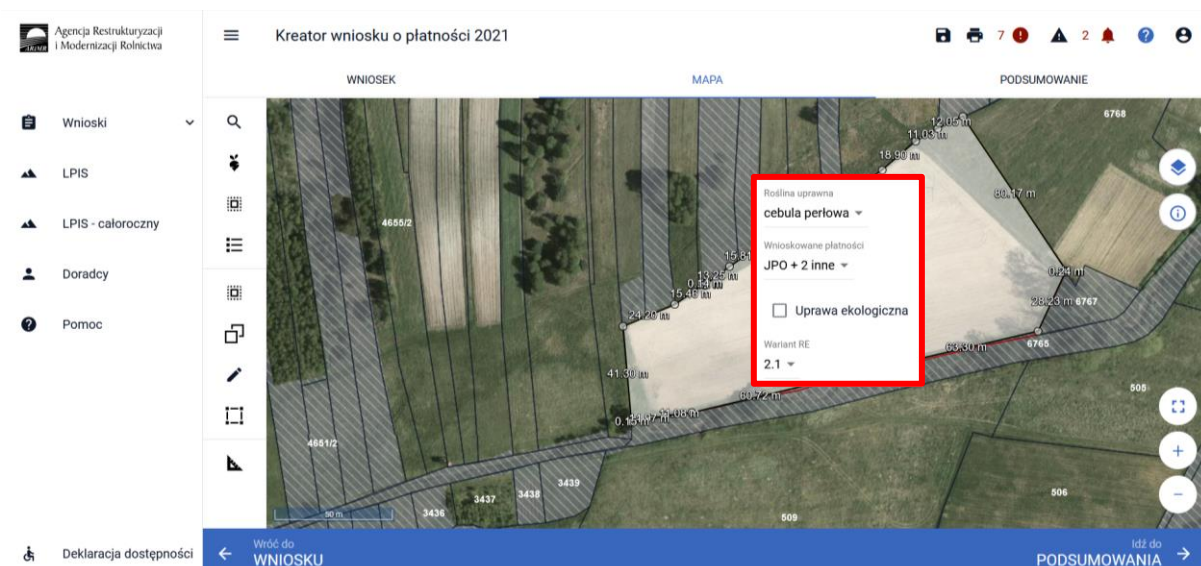 Agencja Restrukturyzacji
i Modernizacji Rolnictwa
Kreator wniosku o płatności 2021
7
2
WNIOSEK
MAPA
PODSUMOWANIE
Wnioski
LPIS
LPIS - całoroczny
Doradcy
Pomoc
Deklaracja dostępności
6768
12.05 m
11.03 m
18.90 m
80.17 m
4655/2
Roślina uprawna
cebula perłowa
Wnioskowane płatności
JPO + 2 inne
Uprawa ekologiczna
Wariant RE
2.1
13.25 m
15.46 m
24.20 m
0.24 m
28.23 m
6767
63.30 m
6765
41.30 m
60.72 m
505
4651/2
3439
3438
3437
3436
506
509
50 m
Wróć do
WNIOSKU
Idź do
PODSUMOWANIA